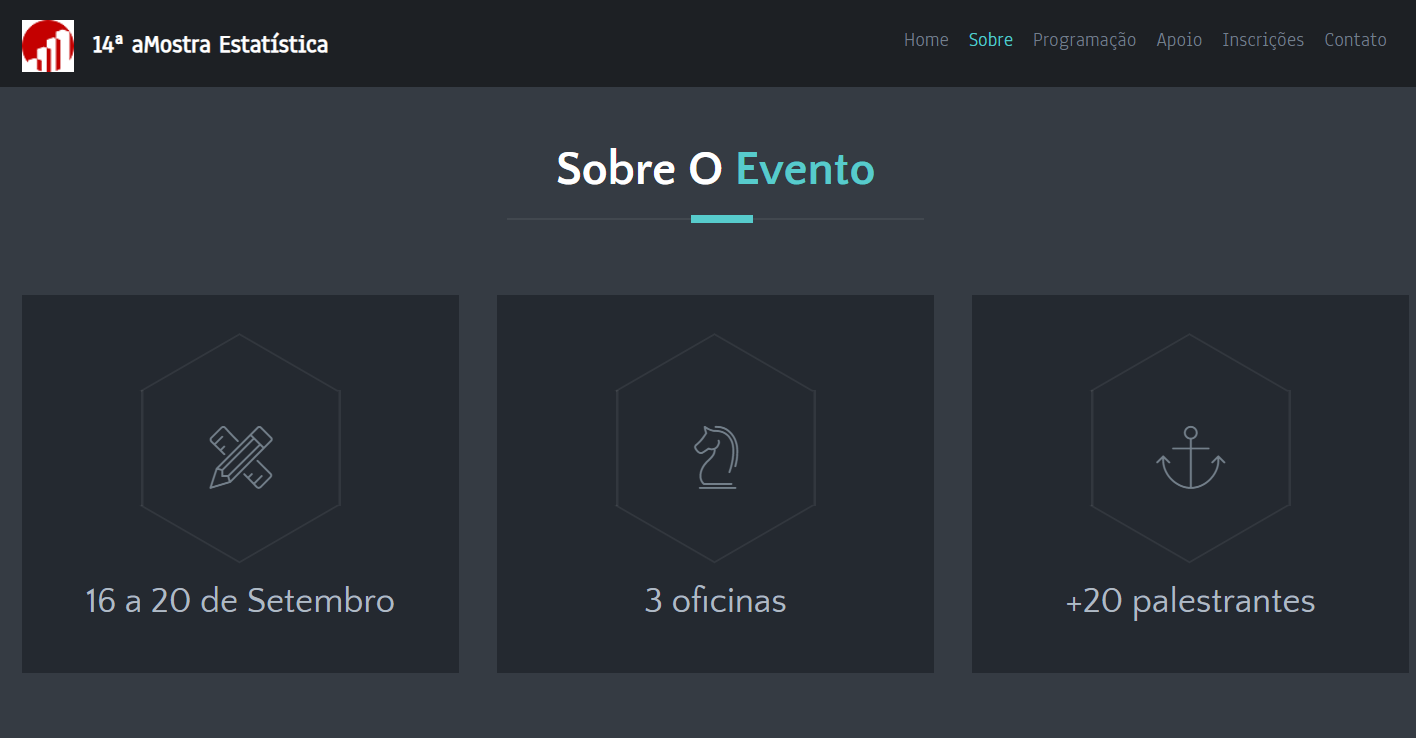 14ª aMostra Estatística
Home Sobre Programação Apoio Inscrições Contato
Sobre O Evento
16 a 20 de Setembro
3 oficinas
+20 palestrantes